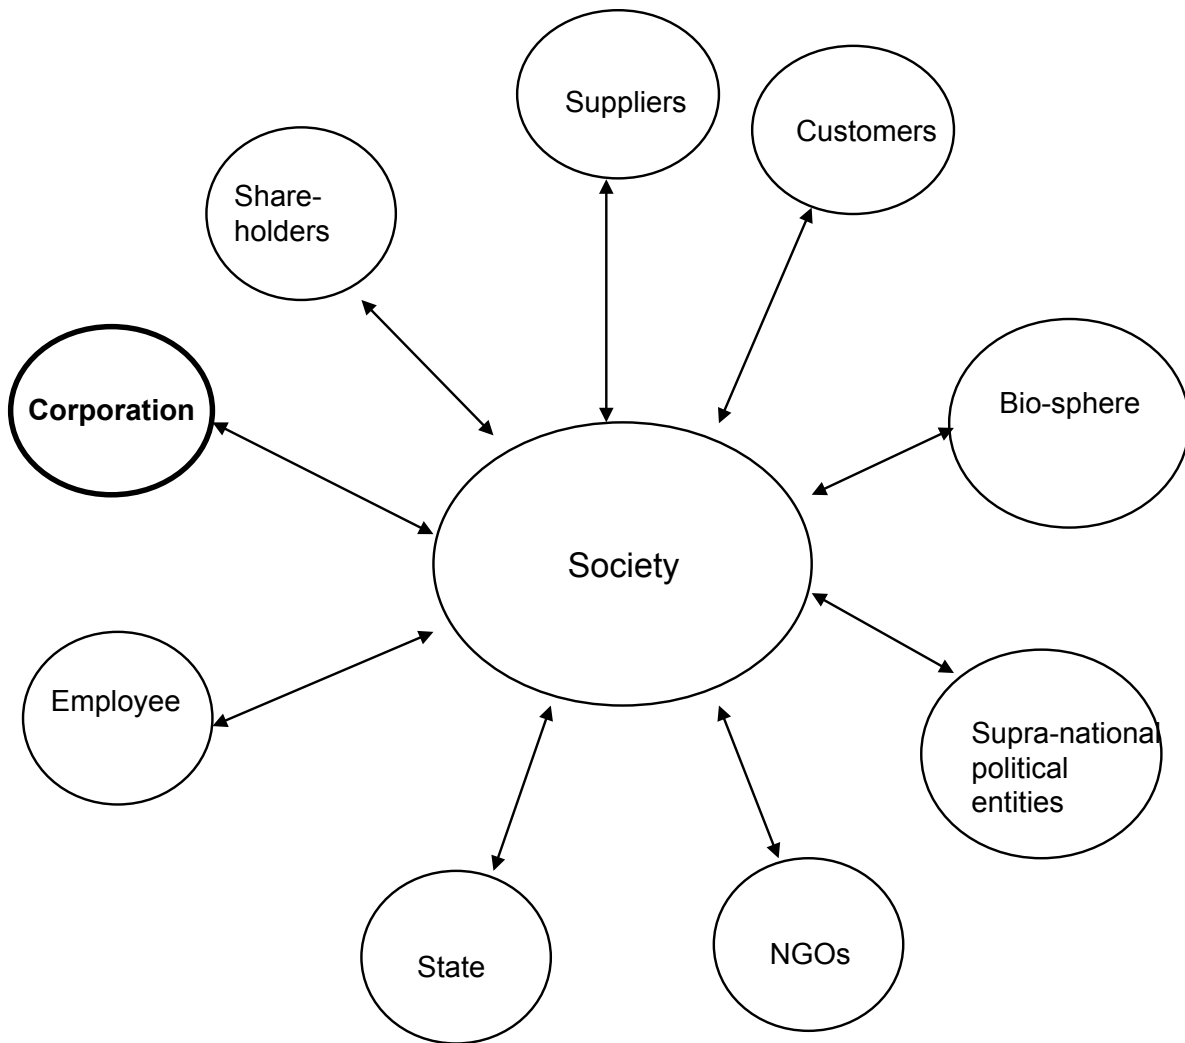 Suppliers
Customers
Share-
holders
Corporation
Bio-sphere
Society
Employee
Supra-national
political
entities
State
NGOs